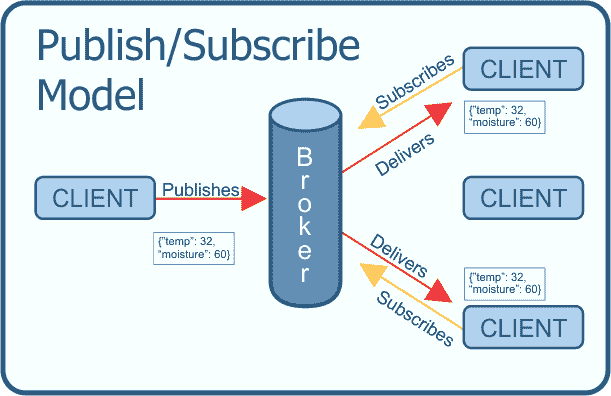 Publish/Subscribe
Model
CLIENT
Publishes
{"temp": 32,
"moisture": 60}
Broker
Subscribes
Delivers
CLIENT
{"temp": 32,
"moisture": 60}
CLIENT
Delivers
Subscribes
{"temp": 32,
"moisture": 60}
CLIENT